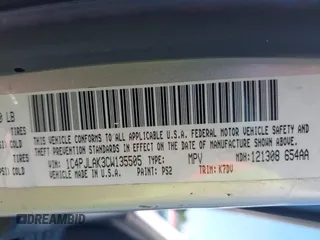 0 LB
TIRES
TIRES
THIS VEHICLE CONFORMS TO ALL APPLICABLE U.S.A. FEDERAL MOTOR VEHICLE SAFETY
AND THEFT PREVENTION STANDARDS IN EFFECT ON THE DATE OF MANUFACTURE
VIN: 1C4PJLAK3CW135505 TYPE: MPV MDH: 121308 654AA
VEHICLE MADE IN U.S.A. PAINT: PS2 TRIM: K7DV
DREAMBID